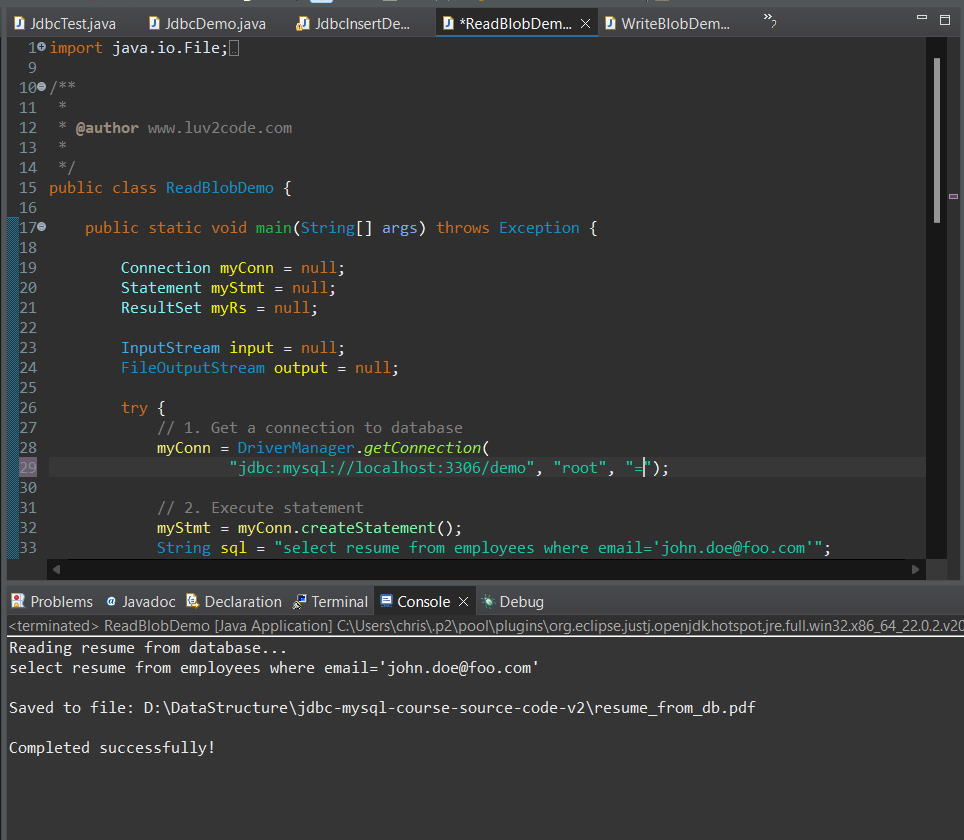 JdbcTest.java JdbcDemo.java JdbcInsertDe... *ReadBlobDem... WriteBlobDem... »?
1 import java.io.File;
9
10 /**
11 *
12 * @author www.luv2code.com
13 *
14 */
15 public class ReadBlobDemo {
16
17 public static void main(String[] args) throws Exception {
18
19 Connection myConn = null;
20 Statement myStmt = null;
21 ResultSet myRs = null;
22
23 InputStream input = null;
24 FileOutputStream output = null;
25
26 try {
27 // 1. Get a connection to database
28 myConn = DriverManager.getConnection(
29 "jdbc:mysql://localhost:3306/demo", "root", "=");
30
31 // 2. Execute statement
32 myStmt = myConn.createStatement();
33 String sql = "select resume from employees where email='john.doe@foo.com'";
Problems @ Javadoc Declaration Terminal Console Debug
<terminated> ReadBlobDemo [Java Application] C:\Users\chris\.p2\pool\plugins\org.eclipse.justj.openjdk.hotspot.jre.full.win32.x86_64_22.0.2.v20
Reading resume from database...
select resume from employees where email='john.doe@foo.com'
Saved to file: D:\DataStructure\jdbc-mysql-course-source-code-v2\resume_from_db.pdf
Completed successfully!